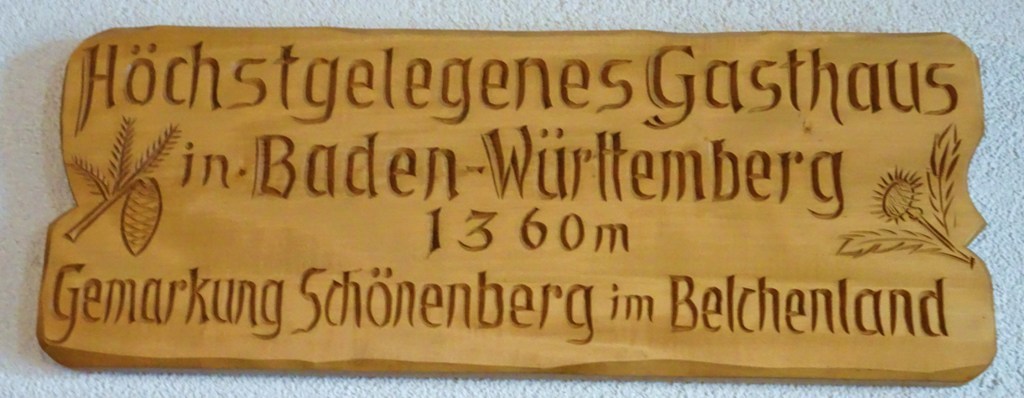 Höchstgelegenes Gasthaus
in Baden-Württemberg
1360m
Gemarkung Schönenberg im Belchenland